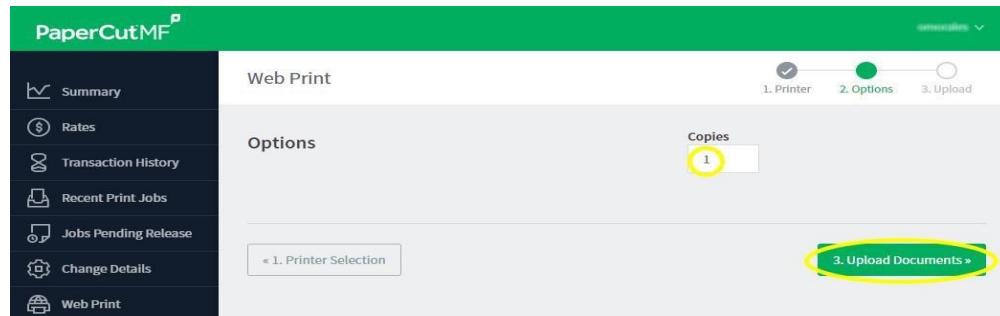 PaperCutMF
Summary
Rates
Transaction History
Recent Print Jobs
Jobs Pending Release
Change Details
Web Print
Web Print
1. Printer
2. Options
3. Upload
Options
Copies
1
« 1. Printer Selection
3. Upload Documents »